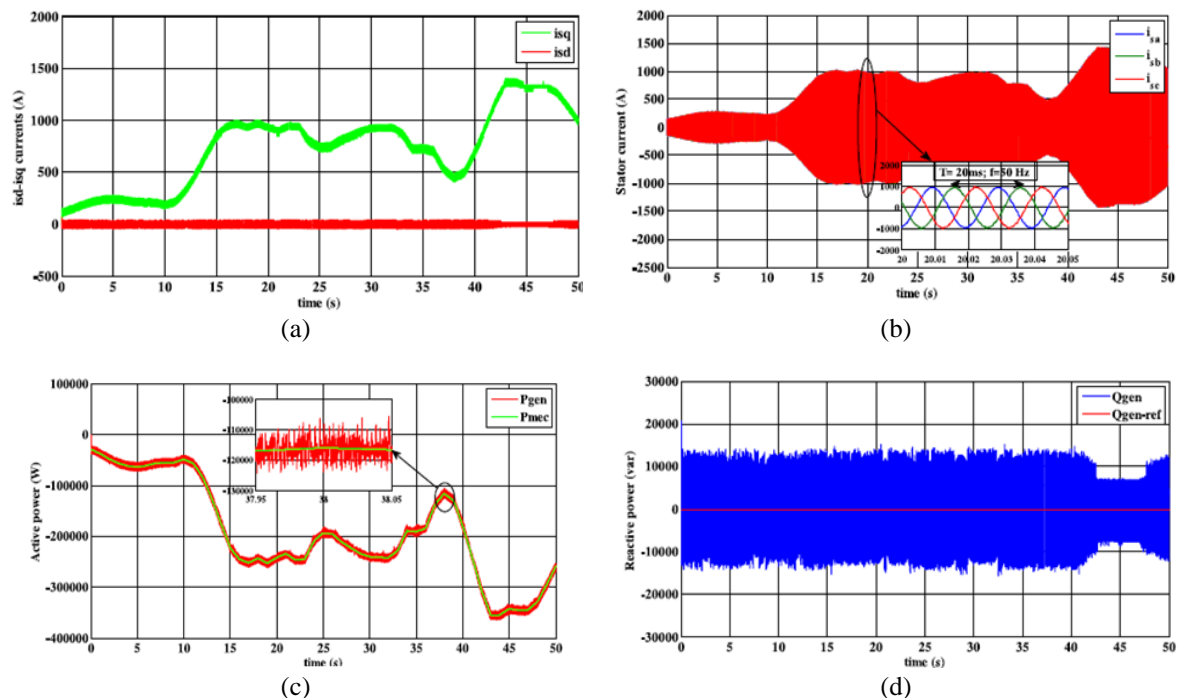 2000
1500
1000
500
0
-500
isd-isq currents (A)
isq
isd
0 5 10 15 20 25 30 35 40 45 50
time (s)
(a)
2000
1500
1000
500
0
-500
-1000
-1500
-2000
-2500
Stator current (A)
i_sa
i_sb
i_sc
T= 20ms; f=50 Hz
2000
1000
0
-1000
-2000
20 20.01 20.02 20.03 20.04 20.05
0 5 10 15 20 25 30 35 40 45 50
time (s)
(b)
100000
0
-100000
-200000
-300000
-400000
Active power (W)
Pgen
Pmec
-100000
-110000
-120000
-130000
37.95 38 38.05
0 5 10 15 20 25 30 35 40 45 50
time (s)
(c)
30000
20000
10000
0
-10000
-20000
-30000
Reactive power (var)
Qgen
Qgen-ref
0 5 10 15 20 25 30 35 40 45 50
time (s)
(d)